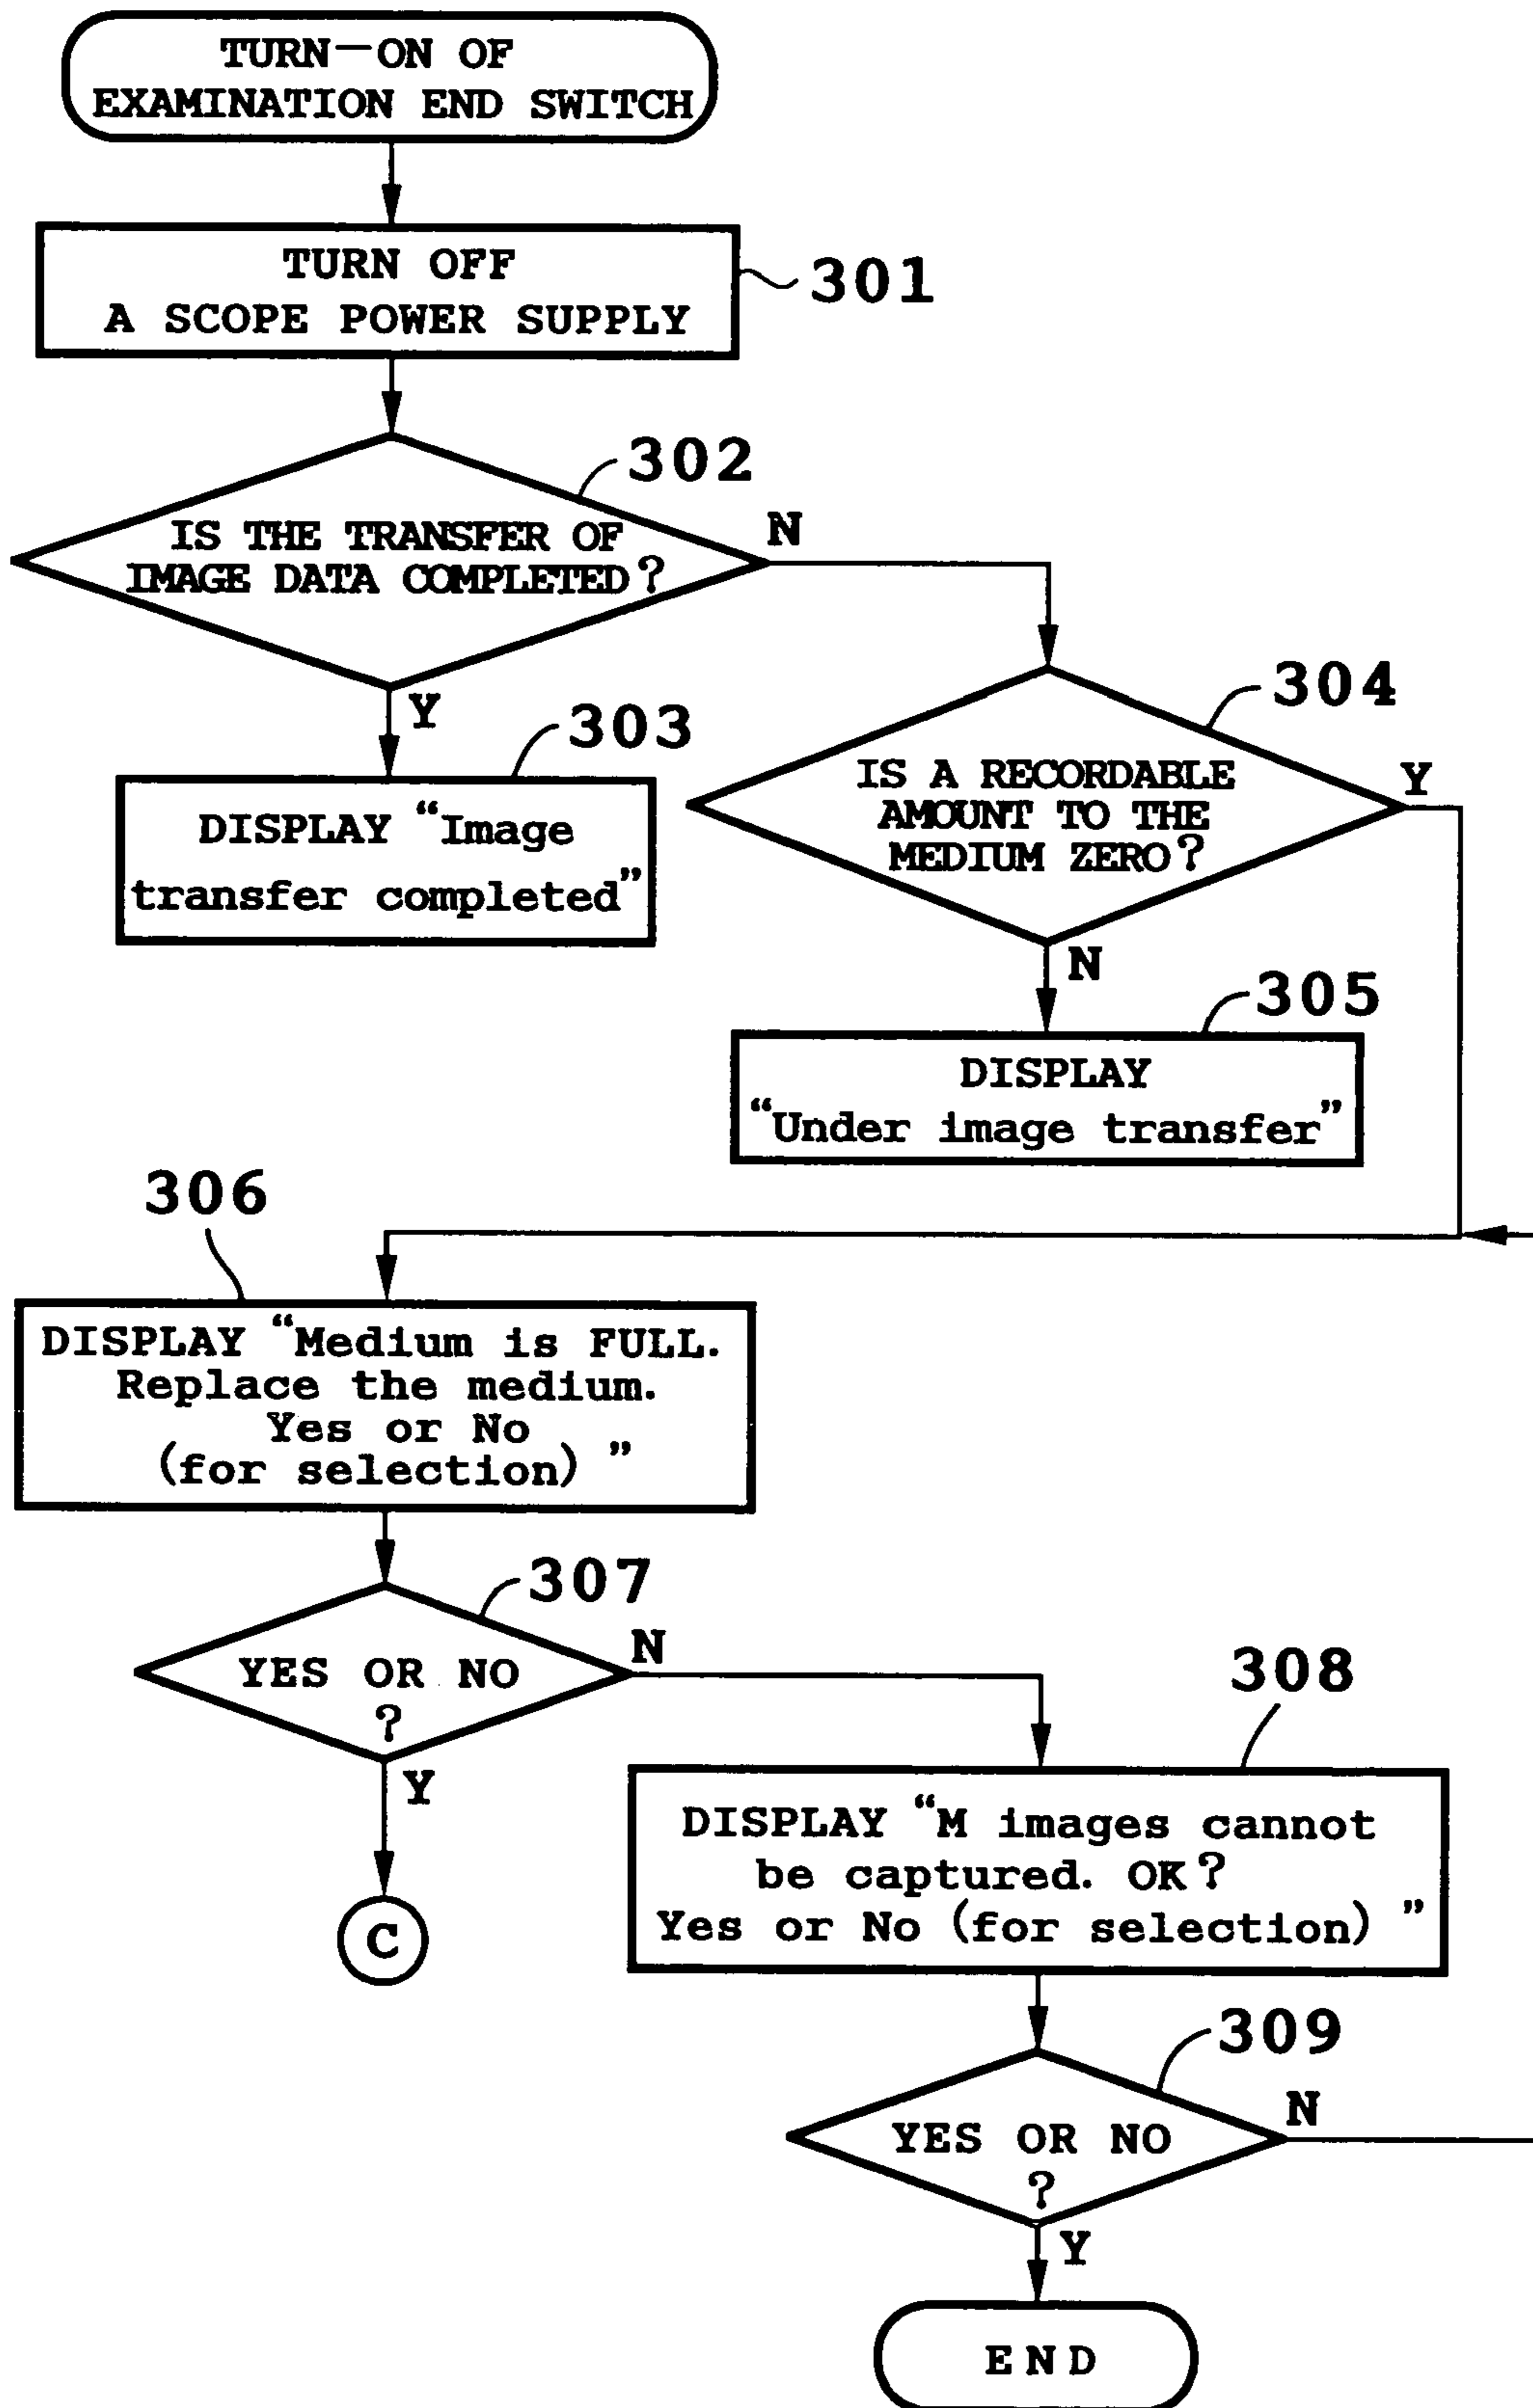 TURN-ON OF
EXAMINATION END SWITCH
TURN OFF
A SCOPE POWER SUPPLY
301
302
IS THE TRANSFER OF
IMAGE DATA COMPLETED?
N
Y
303
DISPLAY “Image
transfer completed”
304
IS A RECORDABLE
AMOUNT TO THE
MEDIUM ZERO?
Y
N
305
DISPLAY
“Under image transfer”
306
DISPLAY “Medium is FULL.
Replace the medium.
Yes or No
(for selection) ”
307
YES OR NO
?
N
Y
C
308
DISPLAY “M images cannot
be captured. OK?
Yes or No (for selection) ”
309
YES OR NO
?
N
Y
END